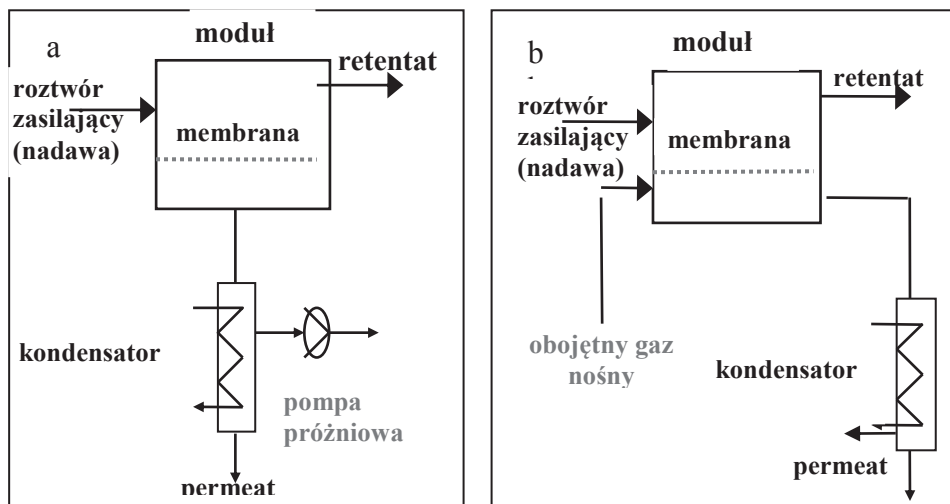 a
moduł
retentat
roztwór
zasilający
(nadawa)
membrana
kondensator
pompa
próżniowa
permeat
b
moduł
retentat
roztwór
zasilający
(nadawa)
membrana
obojętny gaz
nośny
kondensator
permeat